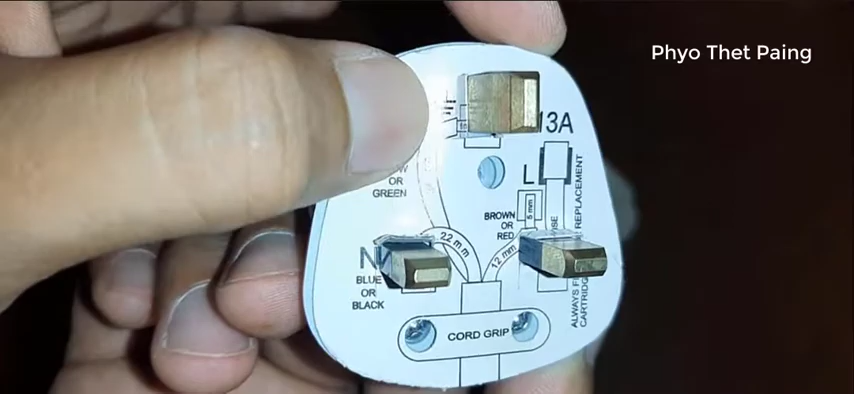 Phyo Thet Paing
13A
OR
GREEN
L
5 mm
BROWN
OR
RED
22 mm
12 mm
N
BLUE
OR
BLACK
REPLACEMENT
ALWAYS
CARTRIDGE
CORD GRIP